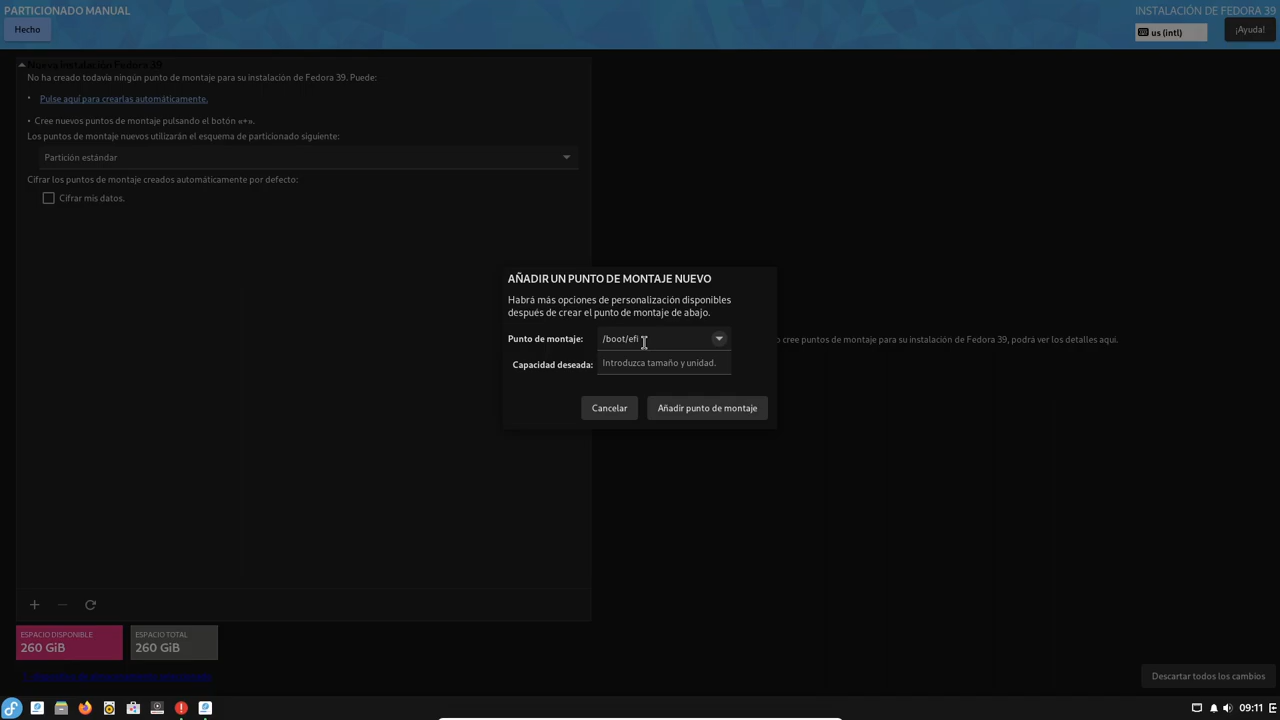 PARTICIONADO MANUAL
INSTALACIÓN DE FEDORA 39
Hecho
us (intl)
¡Ayuda!
Nueva instalación Fedora 39
No ha creado todavía ningún punto de montaje para su instalación de Fedora 39. Puede:
• Pulse aquí para crearlas automáticamente.
• Cree nuevos puntos de montaje pulsando el botón «+».
Los puntos de montaje nuevos utilizarán el esquema de particionado siguiente:
Partición estándar
Cifrar los puntos de montaje creados automáticamente por defecto:
Cifrar mis datos.
AÑADIR UN PUNTO DE MONTAJE NUEVO
Habrá más opciones de personalización disponibles
después de crear el punto de montaje de abajo.
Punto de montaje: /boot/efi
Capacidad deseada: Introduzca tamaño y unidad.
Cancelar
Añadir punto de montaje
cree puntos de montaje para su instalación de Fedora 39, podrá ver los detalles aqui.
ESPACIO DISPONIBLE
260 GiB
ESPACIO TOTAL
260 GiB
Descartar todos los cambios
09:11